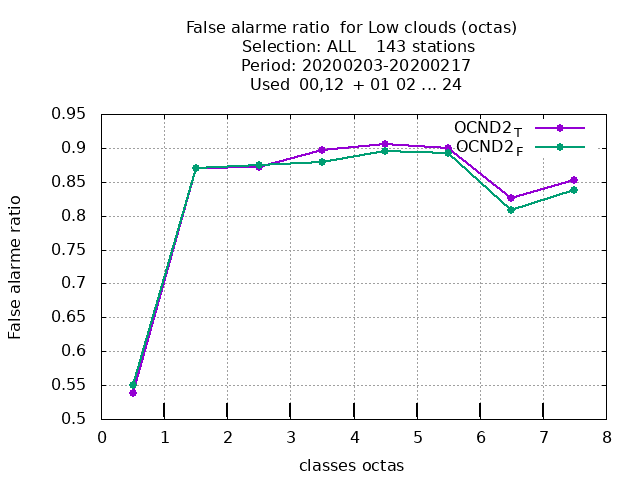 False alarme ratio  for Low clouds (octas)
Selection: ALL    143 stations
Period: 20200203-20200217
Used  00,12  + 01 02 ... 24
OCND2T
OCND2F
0.95
0.9
0.85
0.8
0.75
0.7
0.65
0.6
0.55
0.5
False alarme ratio
0 1 2 3 4 5 6 7 8
classes octas